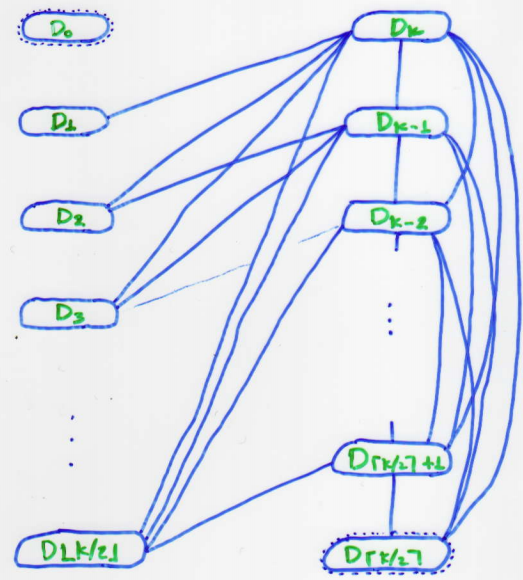 D₀
Dₖ
D₁
Dₖ₋₁
D₂
Dₖ₋₂
D₃
⋮
⋮
D⌈k/2⌉+1
D⌊k/2⌋
D⌈k/2⌉